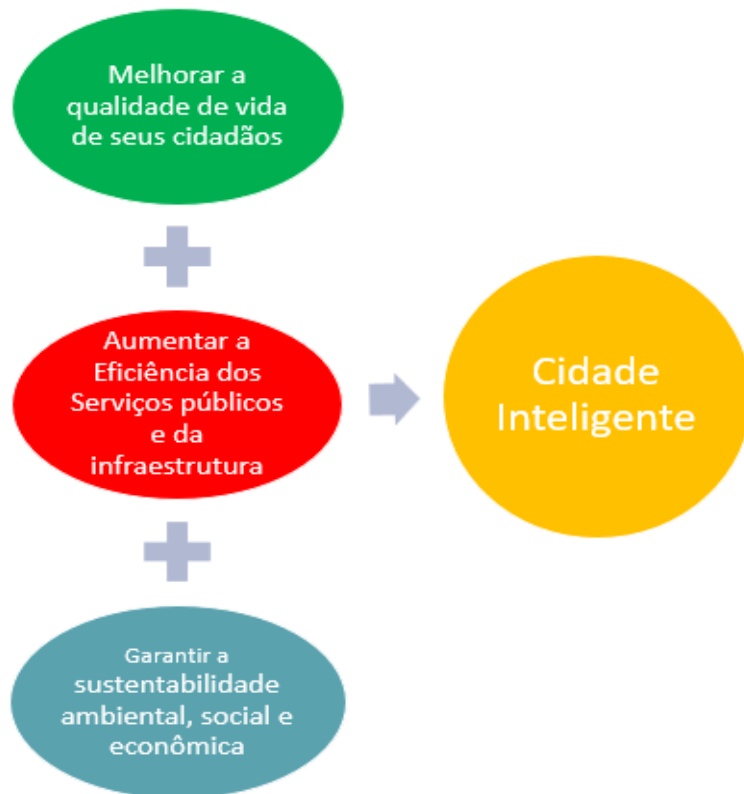 Melhorar a
qualidade de vida
de seus cidadãos
Aumentar a
Eficiência dos
Serviços públicos
e da
infraestrutura
Garantir a
sustentabilidade
ambiental, social e
econômica
Cidade
Inteligente